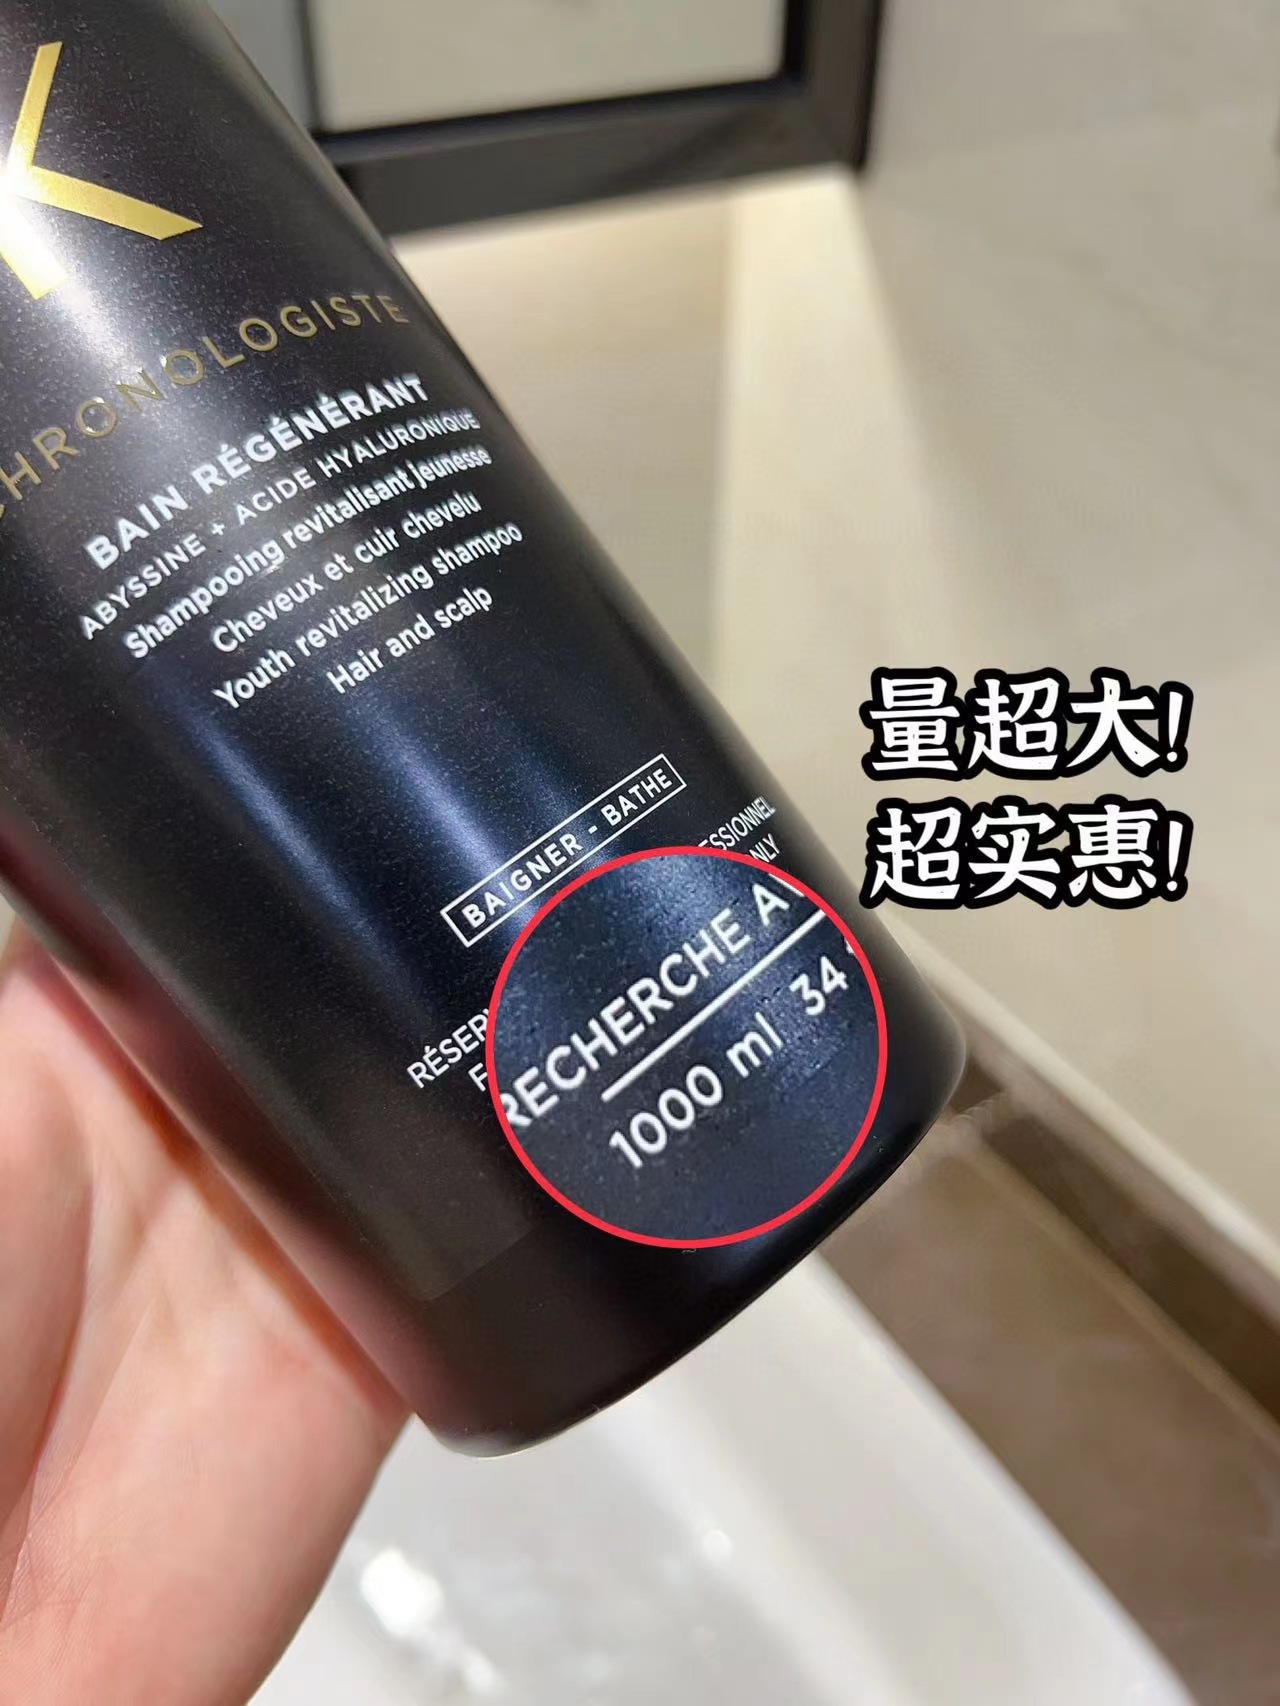 K
CHRONOLOGISTE
BAIN RÉGÉNÉRANT
ABYSSINE + ACIDE HYALURONIQUE
Shampooing revitalisant jeunesse
Cheveux et cuir chevelu
Youth revitalizing shampoo
Hair and scalp
量超大!
超实惠!
BAIGNER - BATHE
RECHERCHE
1000 ml 34